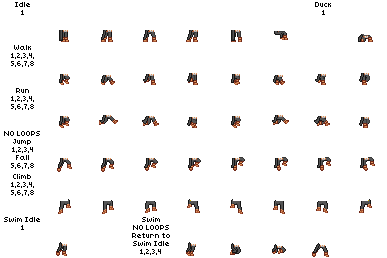 Idle
1
Duck
1
Walk
1,2,3,4,
5,6,7,8
Run
1,2,3,4,
5,6,7,8
NO LOOPS
Jump
1,2,3,4
Fall
5,6,7,8
Climb
1,2,3,4,
5,6,7,8
Swim Idle
1
Swim
NO LOOPS
Return to
Swim Idle
1,2,3,4